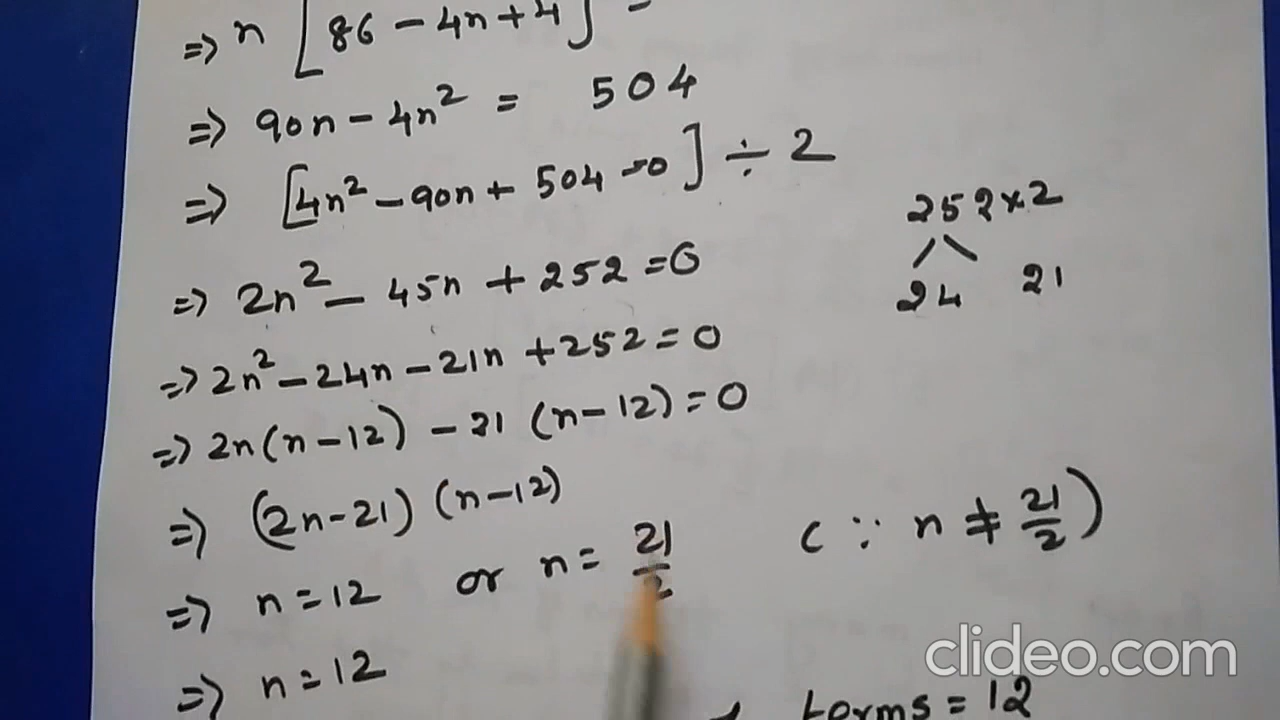 ⇒ n [86 - 4n + 4] =
⇒ 90n - 4n² = 504
⇒ [4n² - 90n + 504 = 0] ÷ 2
252 × 2
⇒ 2n² - 45n + 252 = 0
24 21
⇒ 2n² - 24n - 21n + 252 = 0
⇒ 2n (n - 12) - 21 (n - 12) = 0
⇒ (2n - 21) (n - 12)
⇒ n = 12 or n = 21/2 (∵ n ≠ 21/2)
⇒ n = 12
terms = 12
clideo.com